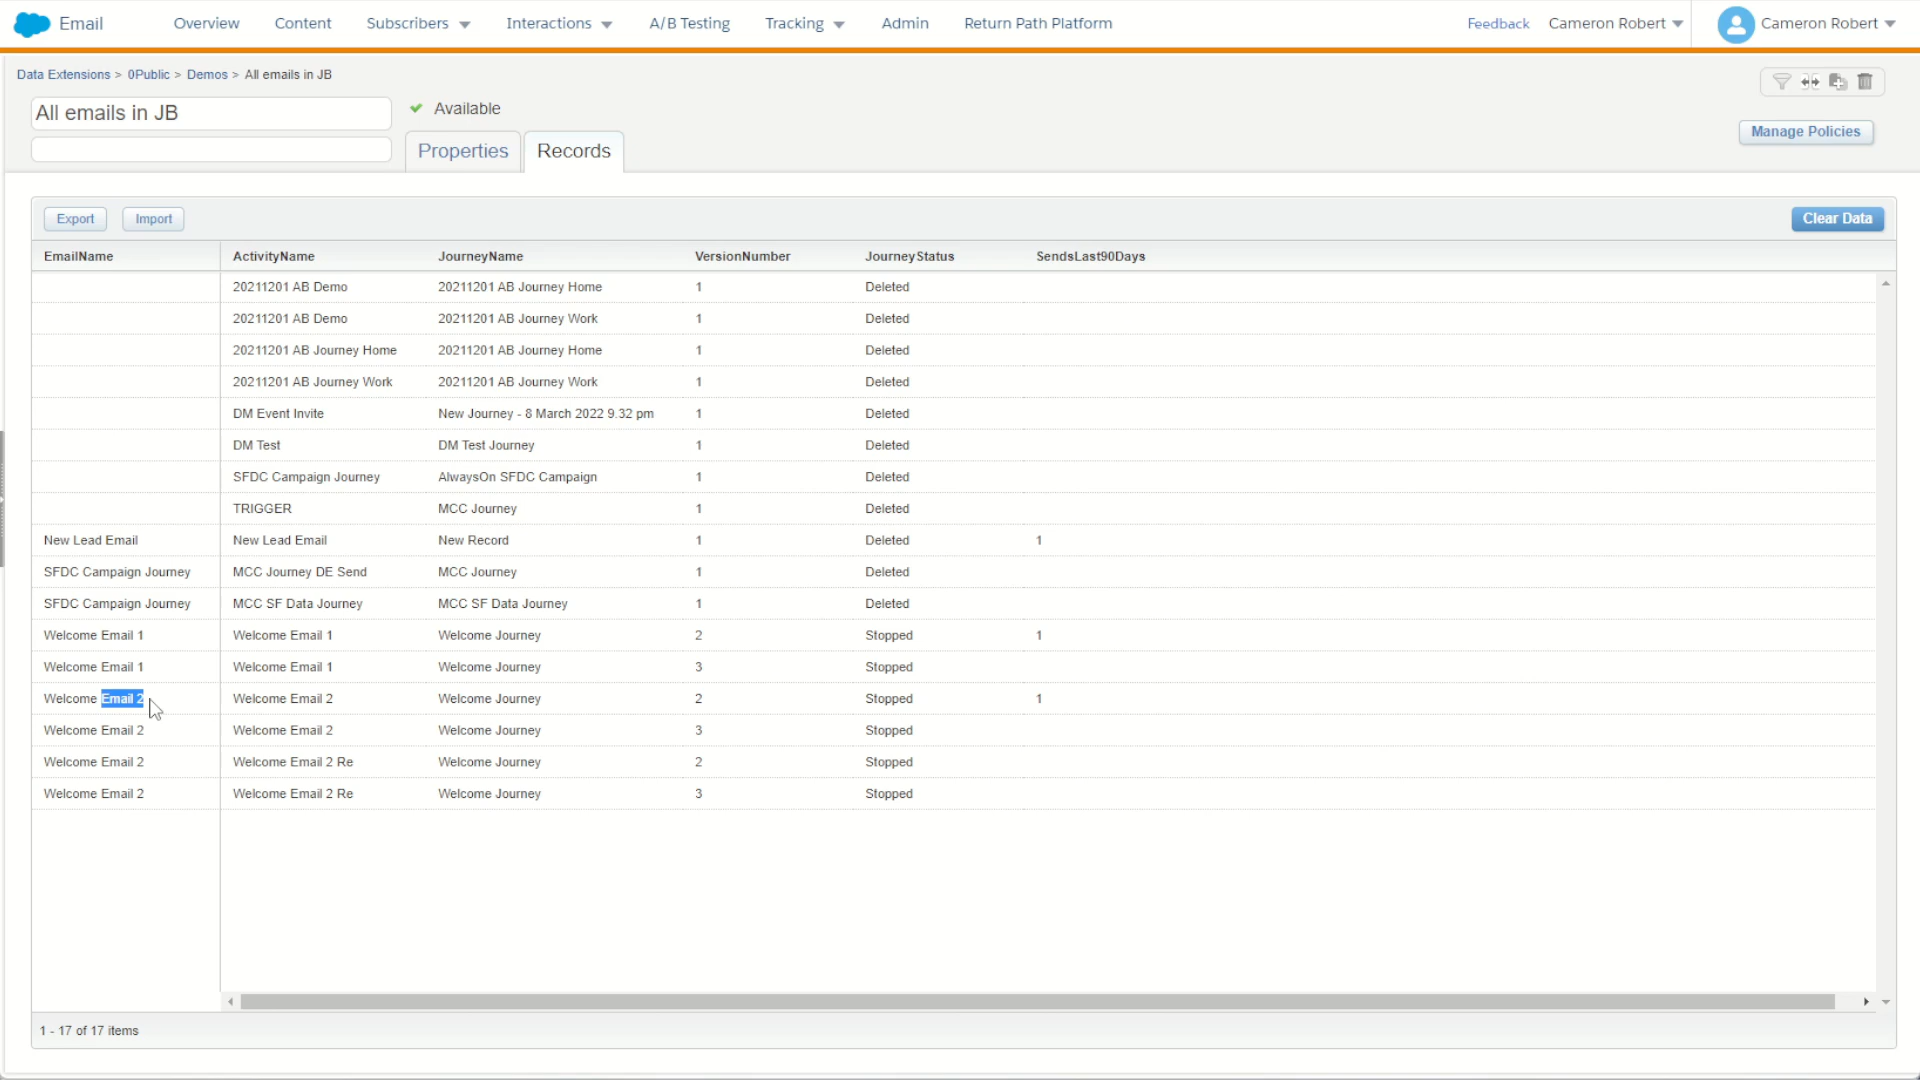 Email Overview Content Subscribers Interactions A/B Testing Tracking Admin Return Path Platform Feedback Cameron Robert Cameron Robert
Data Extensions > 0Public > Demos > All emails in JB
All emails in JB Available
Manage Policies
Properties Records
Export Import Clear Data
EmailName ActivityName JourneyName VersionNumber JourneyStatus SendsLast90Days
20211201 AB Demo 20211201 AB Journey Home 1 Deleted
20211201 AB Demo 20211201 AB Journey Work 1 Deleted
20211201 AB Journey Home 20211201 AB Journey Home 1 Deleted
20211201 AB Journey Work 20211201 AB Journey Work 1 Deleted
DM Event Invite New Journey - 8 March 2022 9.32 pm 1 Deleted
DM Test DM Test Journey 1 Deleted
SFDC Campaign Journey AlwaysOn SFDC Campaign 1 Deleted
TRIGGER MCC Journey 1 Deleted
New Lead Email New Lead Email New Record 1 Deleted 1
SFDC Campaign Journey MCC Journey DE Send MCC Journey 1 Deleted
SFDC Campaign Journey MCC SF Data Journey MCC SF Data Journey 1 Deleted
Welcome Email 1 Welcome Email 1 Welcome Journey 2 Stopped 1
Welcome Email 1 Welcome Email 1 Welcome Journey 3 Stopped
Welcome Email 2 Welcome Email 2 Welcome Journey 2 Stopped 1
Welcome Email 2 Welcome Email 2 Welcome Journey 3 Stopped
Welcome Email 2 Welcome Email 2 Re Welcome Journey 2 Stopped
Welcome Email 2 Welcome Email 2 Re Welcome Journey 3 Stopped
1 - 17 of 17 items